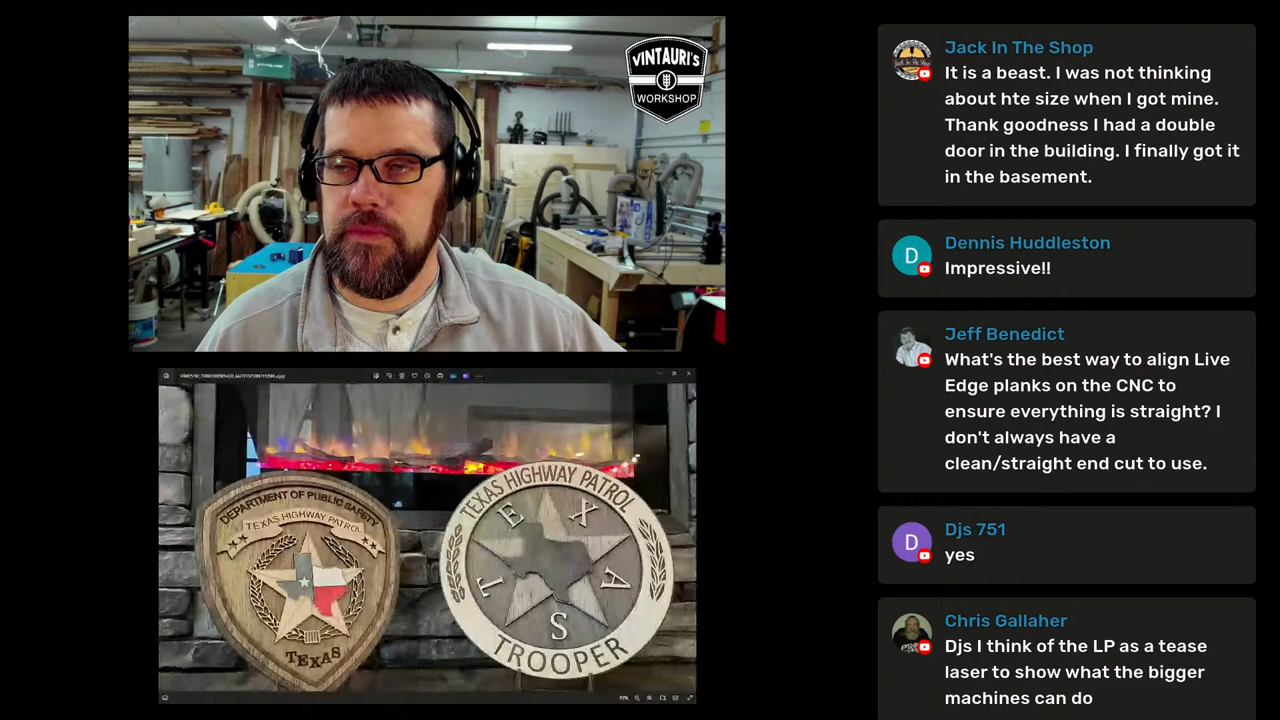 VINTAURI'S
WORKSHOP
DEPARTMENT OF PUBLIC SAFETY
TEXAS HIGHWAY PATROL
TEXAS
TEXAS HIGHWAY PATROL
TEXAS
TROOPER
Jack In The Shop
It is a beast. I was not thinking
about hte size when I got mine.
Thank goodness I had a double
door in the building. I finally got it
in the basement.
D
Dennis Huddleston
Impressive!!
Jeff Benedict
What's the best way to align Live
Edge planks on the CNC to
ensure everything is straight? I
don't always have a
clean/straight end cut to use.
D
Djs 751
yes
Chris Gallaher
Djs I think of the LP as a tease
laser to show what the bigger
machines can do